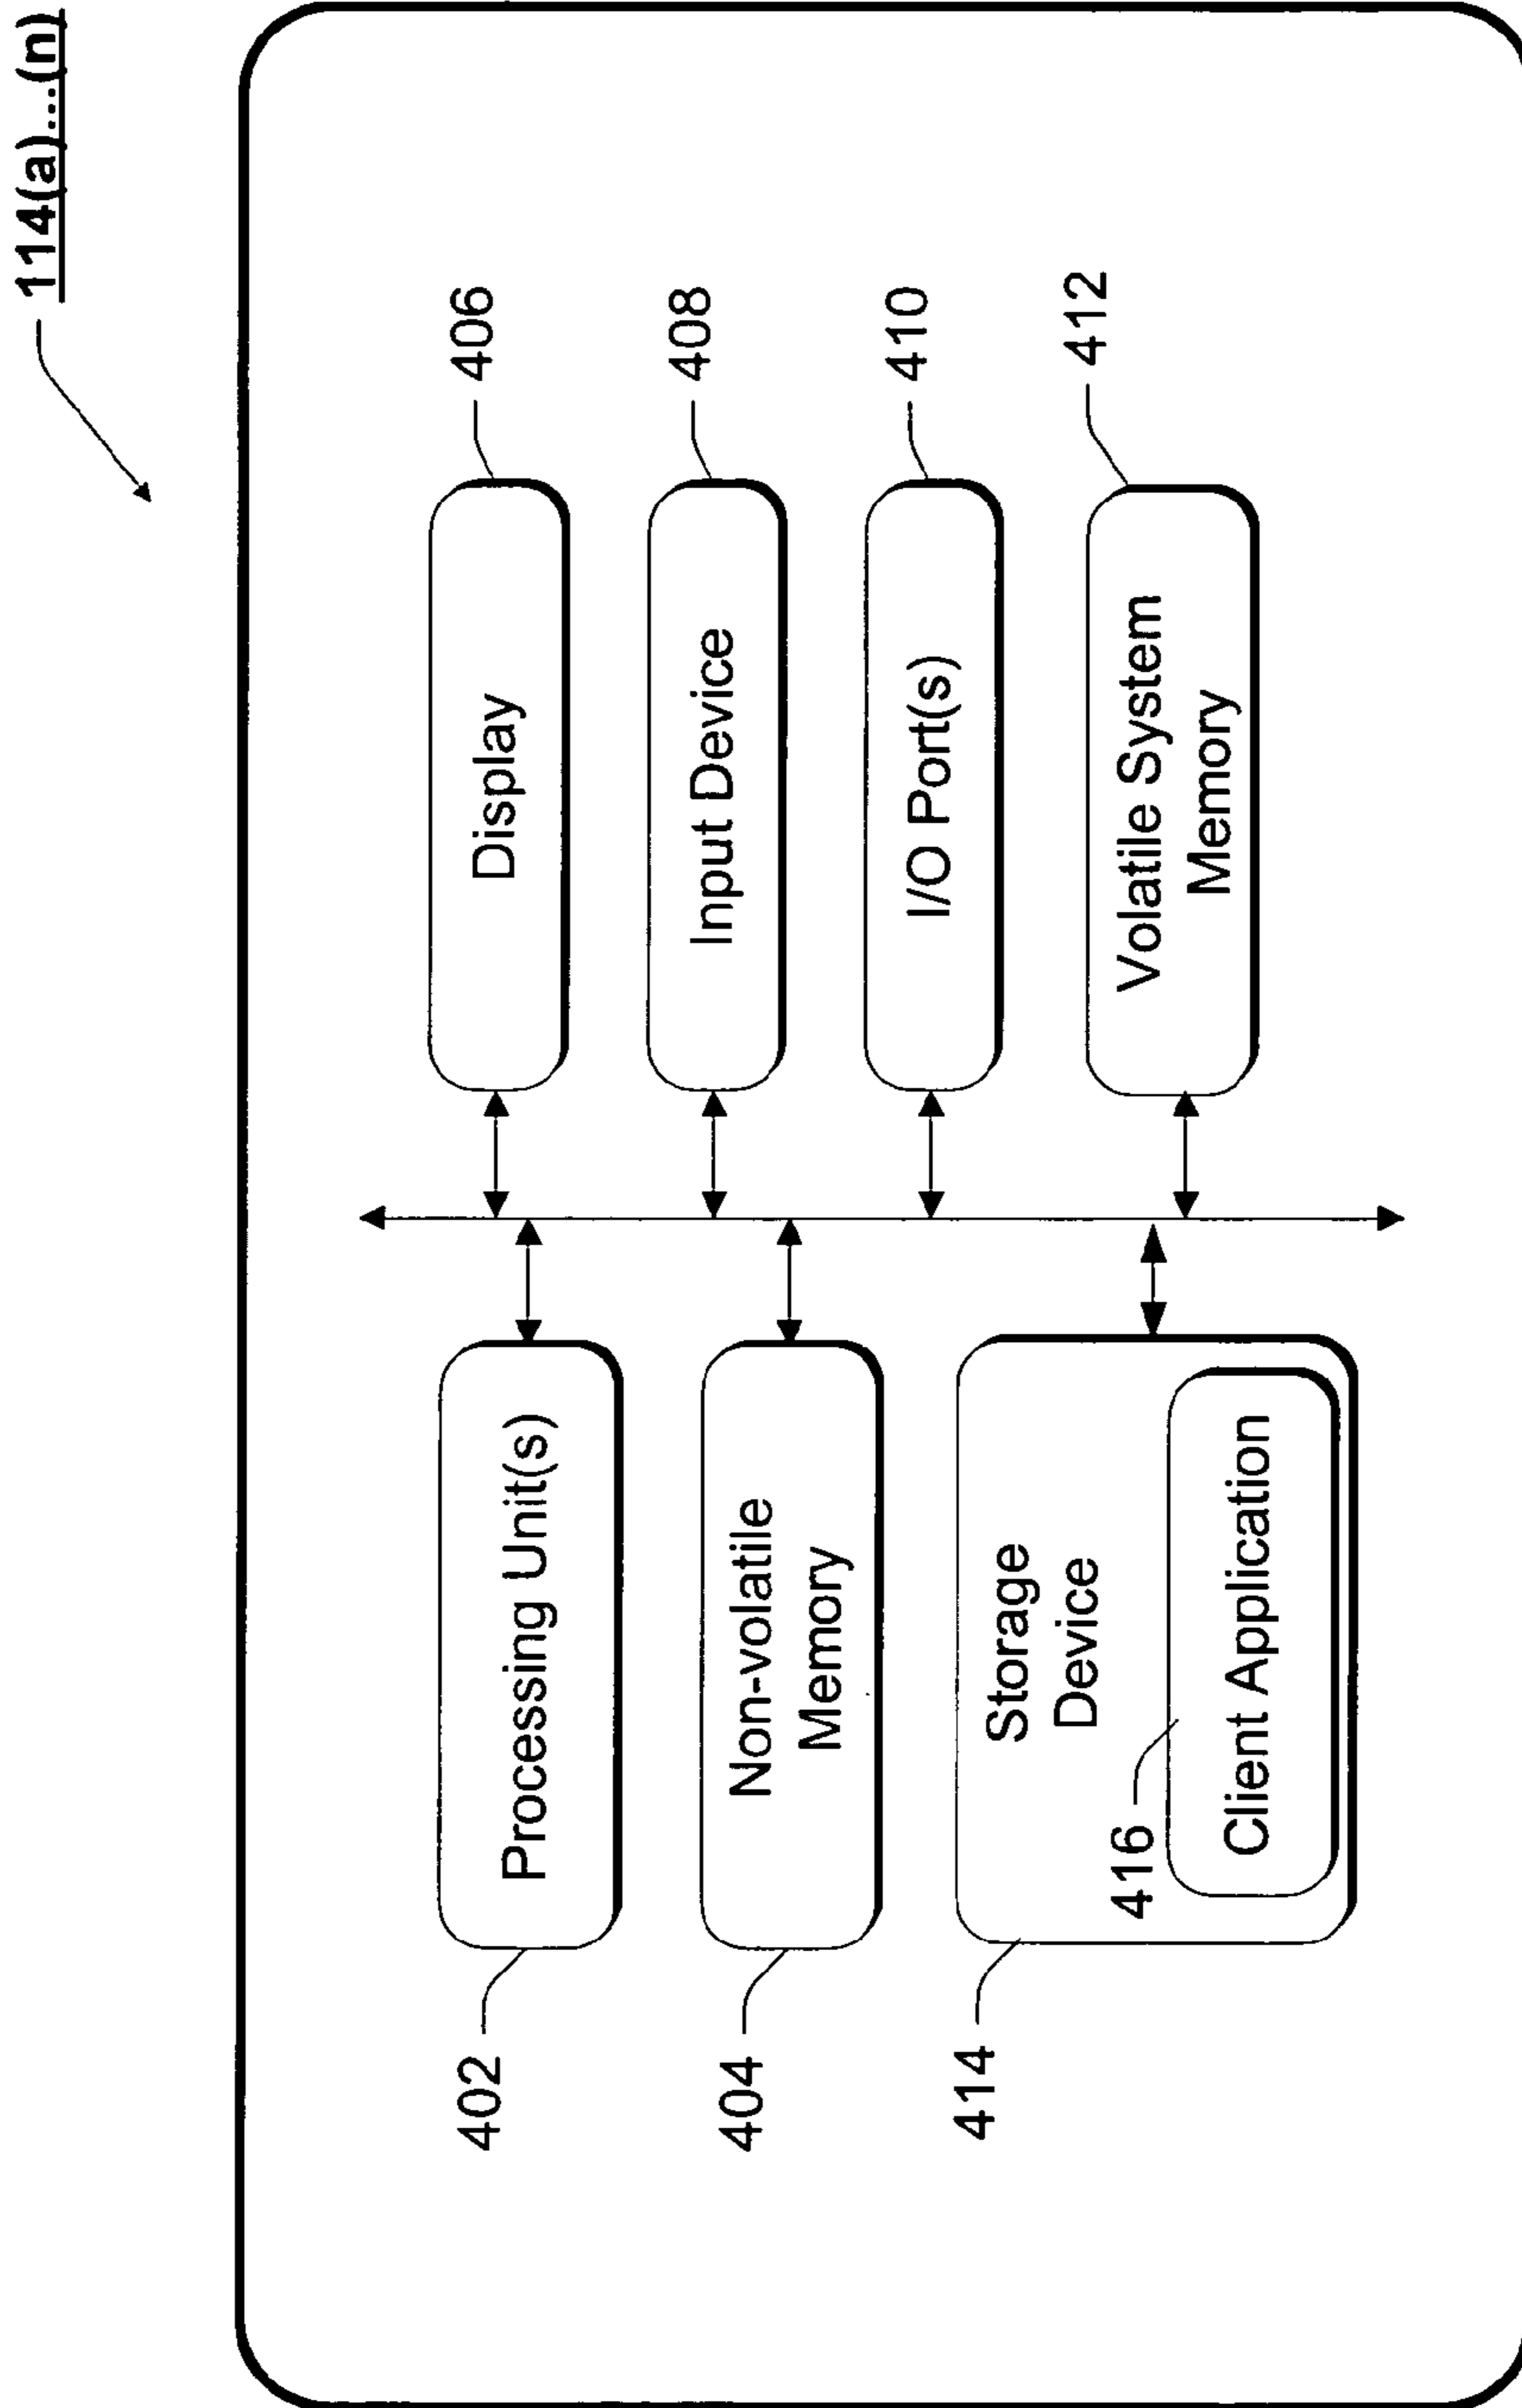 114(a)...(n)
402
Processing Unit(s)
Display
406
404
Non-volatile
Memory
Input Device
408
I/O Port(s)
410
414
Storage
Device
416
Client Application
Volatile System
Memory
412